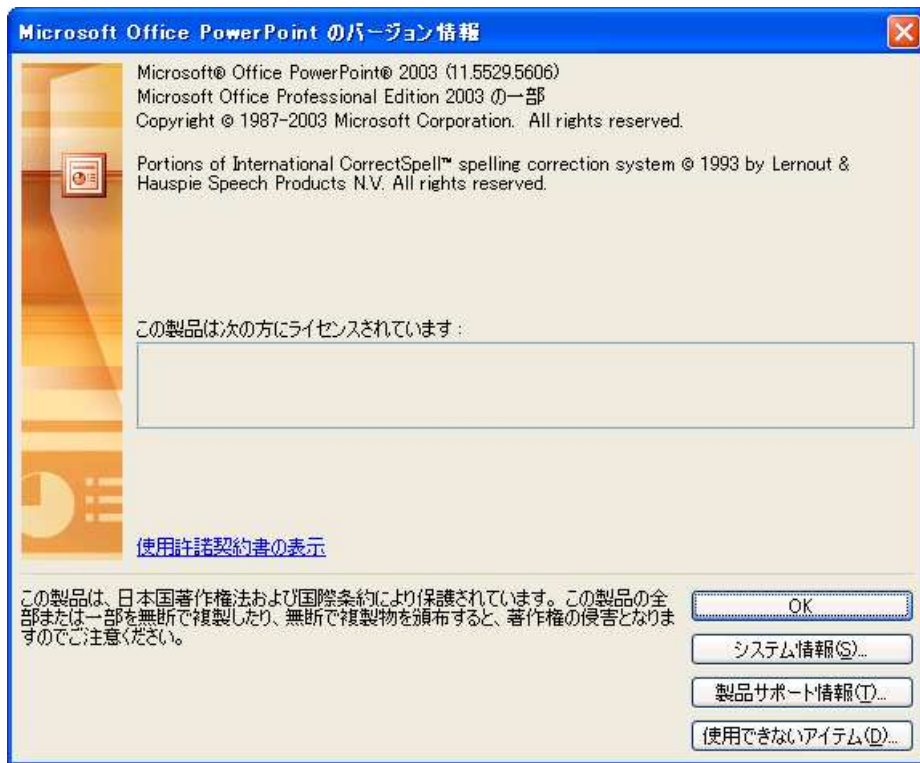 Microsoft Office PowerPoint のバージョン情報
Microsoft® Office PowerPoint® 2003 (11.5529.5606)
Microsoft Office Professional Edition 2003 の一部
Copyright © 1987-2003 Microsoft Corporation.  All rights reserved.
Portions of International CorrectSpell™ spelling correction system © 1993 by Lernout &
Hauspie Speech Products N.V. All rights reserved.
この製品は次の方にライセンスされています :
使用許諾契約書の表示
この製品は、日本国著作権法および国際条約により保護されています。この製品の全
部または一部を無断で複製したり、無断で複製物を頒布すると、著作権の侵害となりま
すのでご注意ください。
OK
システム情報(S)...
製品サポート情報(T)...
使用できないアイテム(D)...